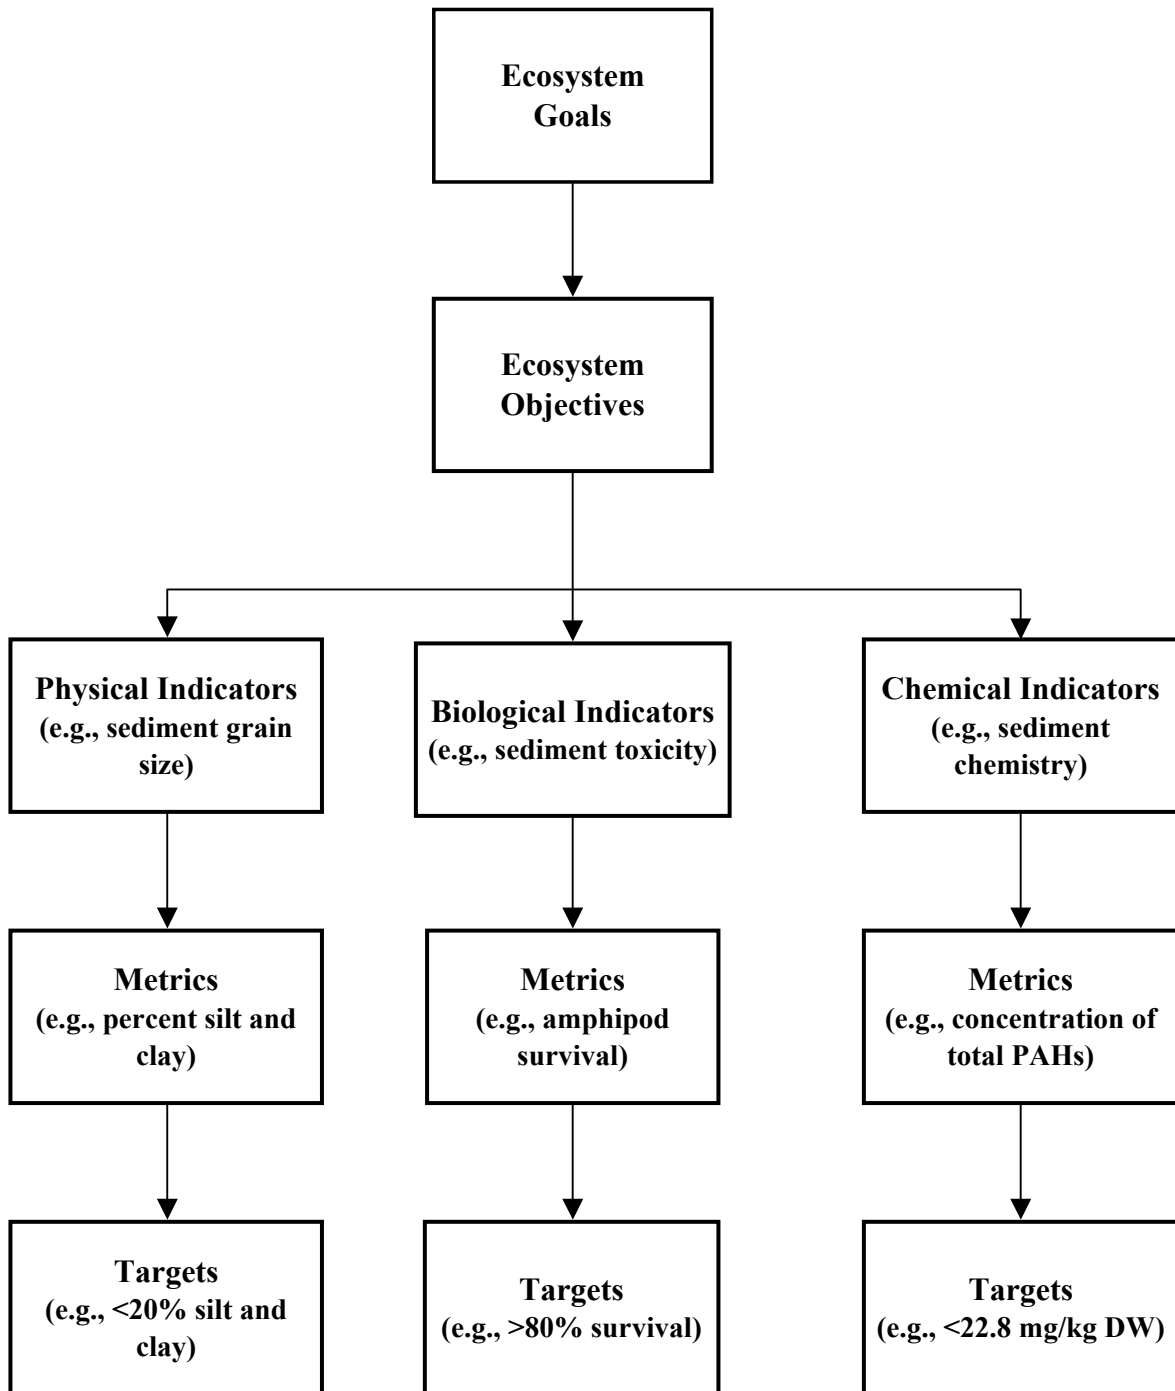 Ecosystem
Goals
Ecosystem
Objectives
Physical Indicators
(e.g., sediment grain
size)
Biological Indicators
(e.g., sediment toxicity)
Chemical Indicators
(e.g., sediment
chemistry)
Metrics
(e.g., percent silt and
clay)
Metrics
(e.g., amphipod
survival)
Metrics
(e.g., concentration of
total PAHs)
Targets
(e.g., <20% silt and
clay)
Targets
(e.g., >80% survival)
Targets
(e.g., <22.8 mg/kg DW)